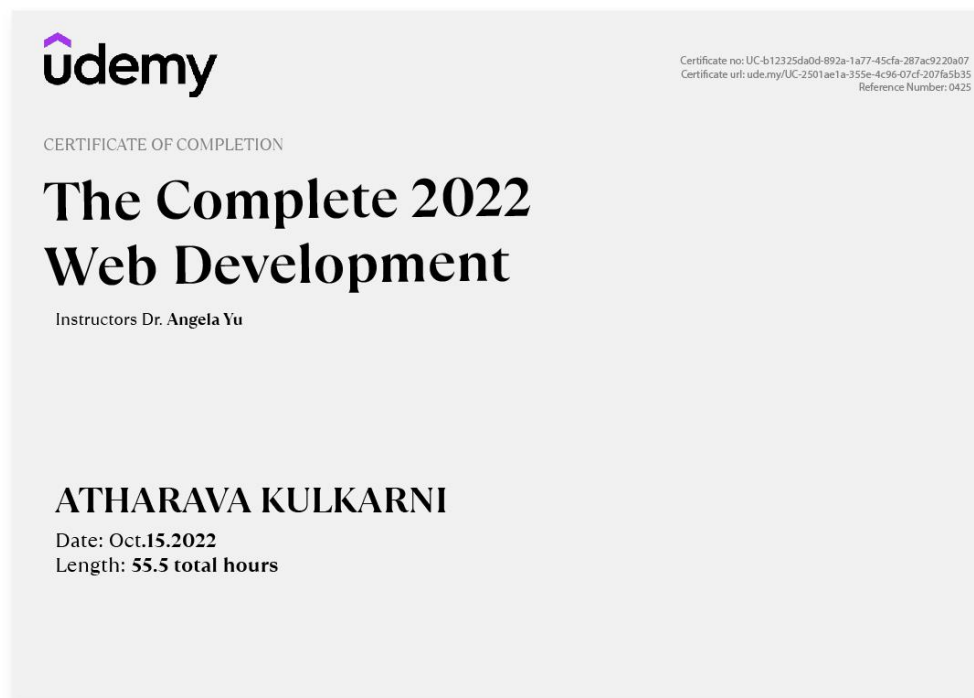 udemy
Certificate no: UC-b12325da0d-892a-1a77-45cfa-287ac9220a07
Certificate url: ude.my/UC-2501ae1a-355e-4c96-07cf-207fa5b35
Reference Number: 0425
CERTIFICATE OF COMPLETION
The Complete 2022
Web Development
Instructors Dr. Angela Yu
ATHARAVA KULKARNI
Date: Oct.15.2022
Length: 55.5 total hours